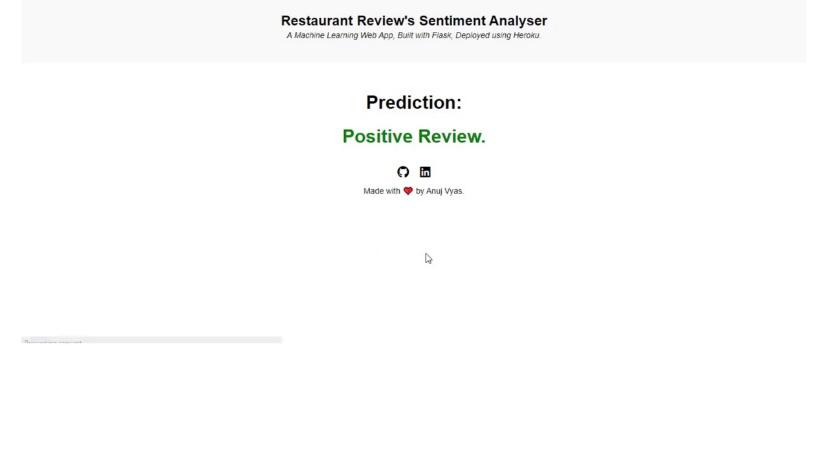 Restaurant Review's Sentiment Analyser
A Machine Learning Web App, Built with Flask, Deployed using Heroku.
Prediction:
Positive Review.
Made with ❤ by Anuj Vyas.